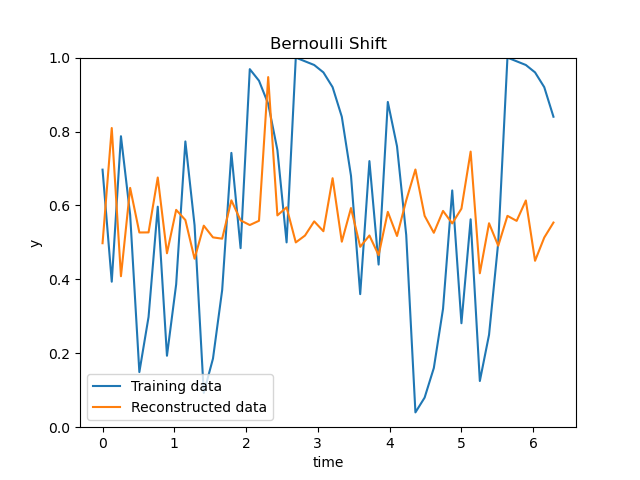 Bernoulli Shift
1.0
0.8
0.6
0.4
0.2
0.0
y
Training data
Reconstructed data
0 1 2 3 4 5 6
time